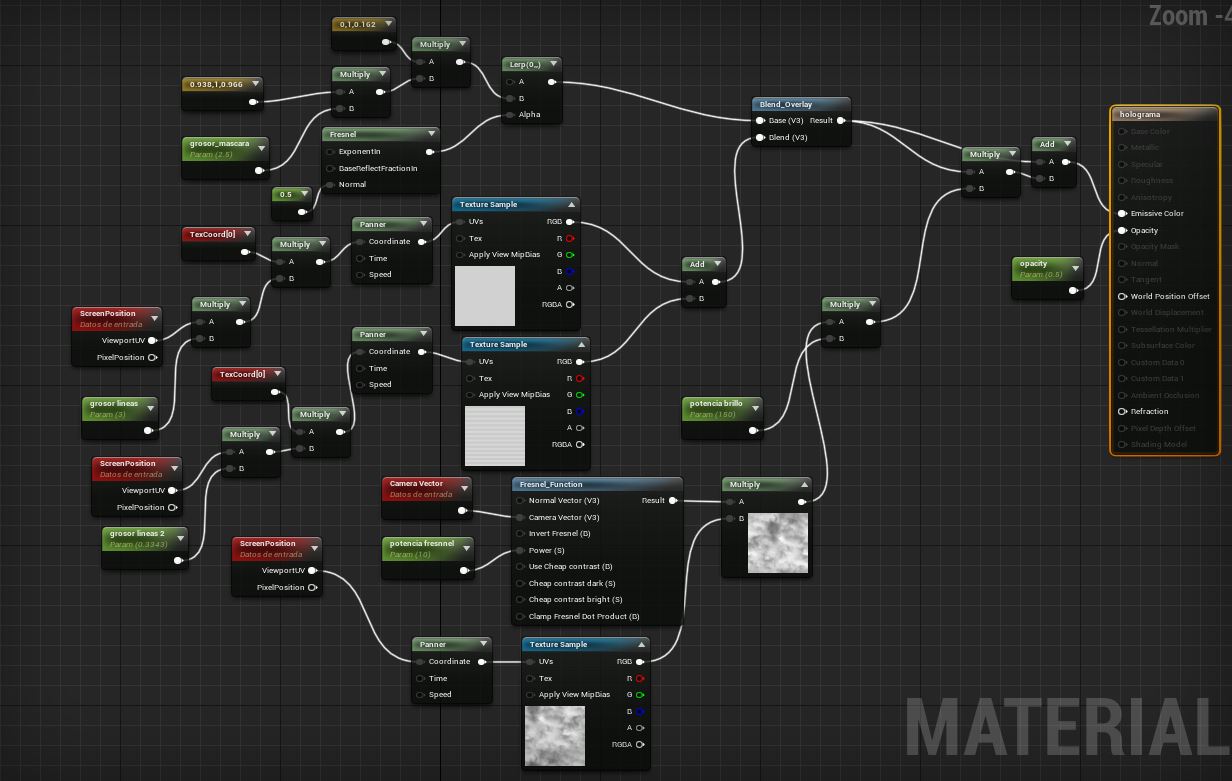 Zoom -4
0,1,0.162
Multiply
A
B
Lerp(0,,)
A
B
Alpha
Multiply
A
B
0.938,1,0.966
grosor_mascara
Param (2.5)
Fresnel
ExponentIn
BaseReflectFractionIn
Normal
0.5
Blend_Overlay
Base (V3) Result
Blend (V3)
Multiply
A
B
Add
A
B
holograma
Base Color
Metallic
Specular
Roughness
Anisotropy
Emissive Color
Opacity
Opacity Mask
Normal
Tangent
World Position Offset
World Displacement
Tessellation Multiplier
Subsurface Color
Custom Data 0
Custom Data 1
Ambient Occlusion
Refraction
Pixel Depth Offset
Shading Model
opacity
Param (0.5)
TexCoord[0]
Multiply
A
B
Panner
Coordinate
Time
Speed
Texture Sample
UVs RGB
Tex R
Apply View MipBias G
B
A
RGBA
Add
A
B
ScreenPosition
Datos de entrada
ViewportUV
PixelPosition
Multiply
A
B
grosor lineas
Param (3)
TexCoord[0]
Multiply
A
B
Panner
Coordinate
Time
Speed
Texture Sample
UVs RGB
Tex R
Apply View MipBias G
B
A
RGBA
Multiply
A
B
potencia brillo
Param (150)
Multiply
A
B
ScreenPosition
Datos de entrada
ViewportUV
PixelPosition
grosor lineas 2
Param (0.3343)
Camera Vector
Datos de entrada
potencia fresnnel
Param (10)
Fresnel_Function
Normal Vector (V3) Result
Camera Vector (V3)
Invert Fresnel (B)
Power (S)
Use Cheap contrast (B)
Cheap contrast dark (S)
Cheap contrast bright (S)
Clamp Fresnel Dot Product (B)
Multiply
A
B
ScreenPosition
Datos de entrada
ViewportUV
PixelPosition
Panner
Coordinate
Time
Speed
Texture Sample
UVs RGB
Tex R
Apply View MipBias G
B
A
RGBA
MATERIAL